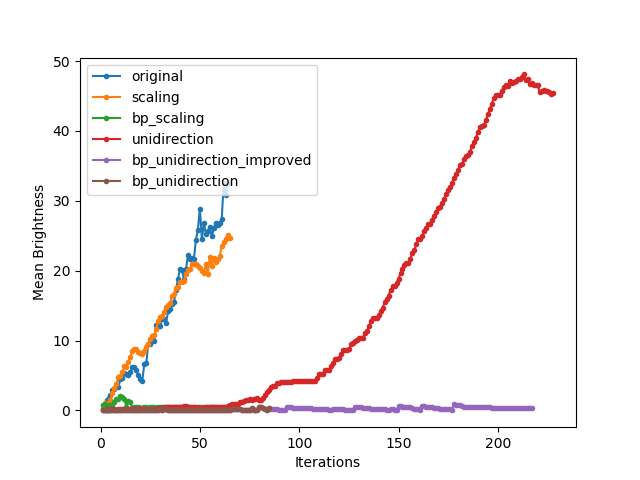 50
40
30
20
10
0
Mean Brightness
original
scaling
bp_scaling
unidirection
bp_unidirection_improved
bp_unidirection
0 50 100 150 200
Iterations